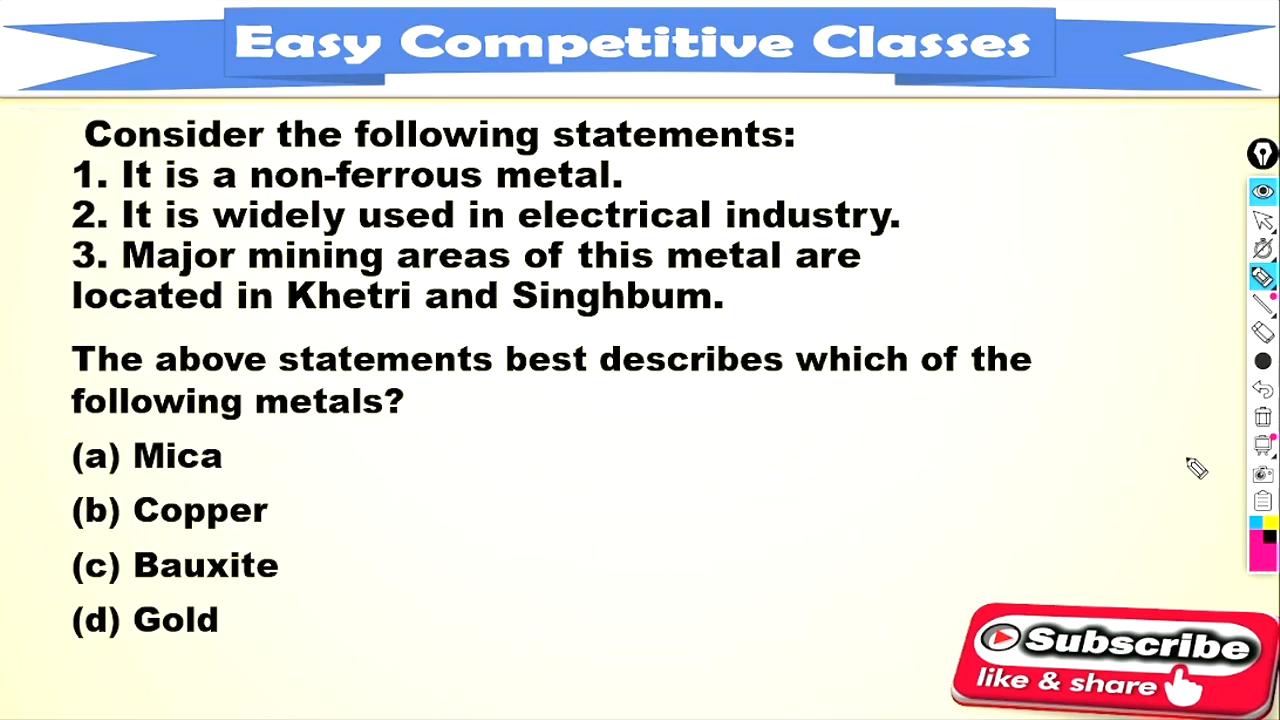 Easy Competitive Classes
Consider the following statements:
1. It is a non-ferrous metal.
2. It is widely used in electrical industry.
3. Major mining areas of this metal are
located in Khetri and Singhbum.
The above statements best describes which of the
following metals?
(a) Mica
(b) Copper
(c) Bauxite
(d) Gold
Subscribe
like & share